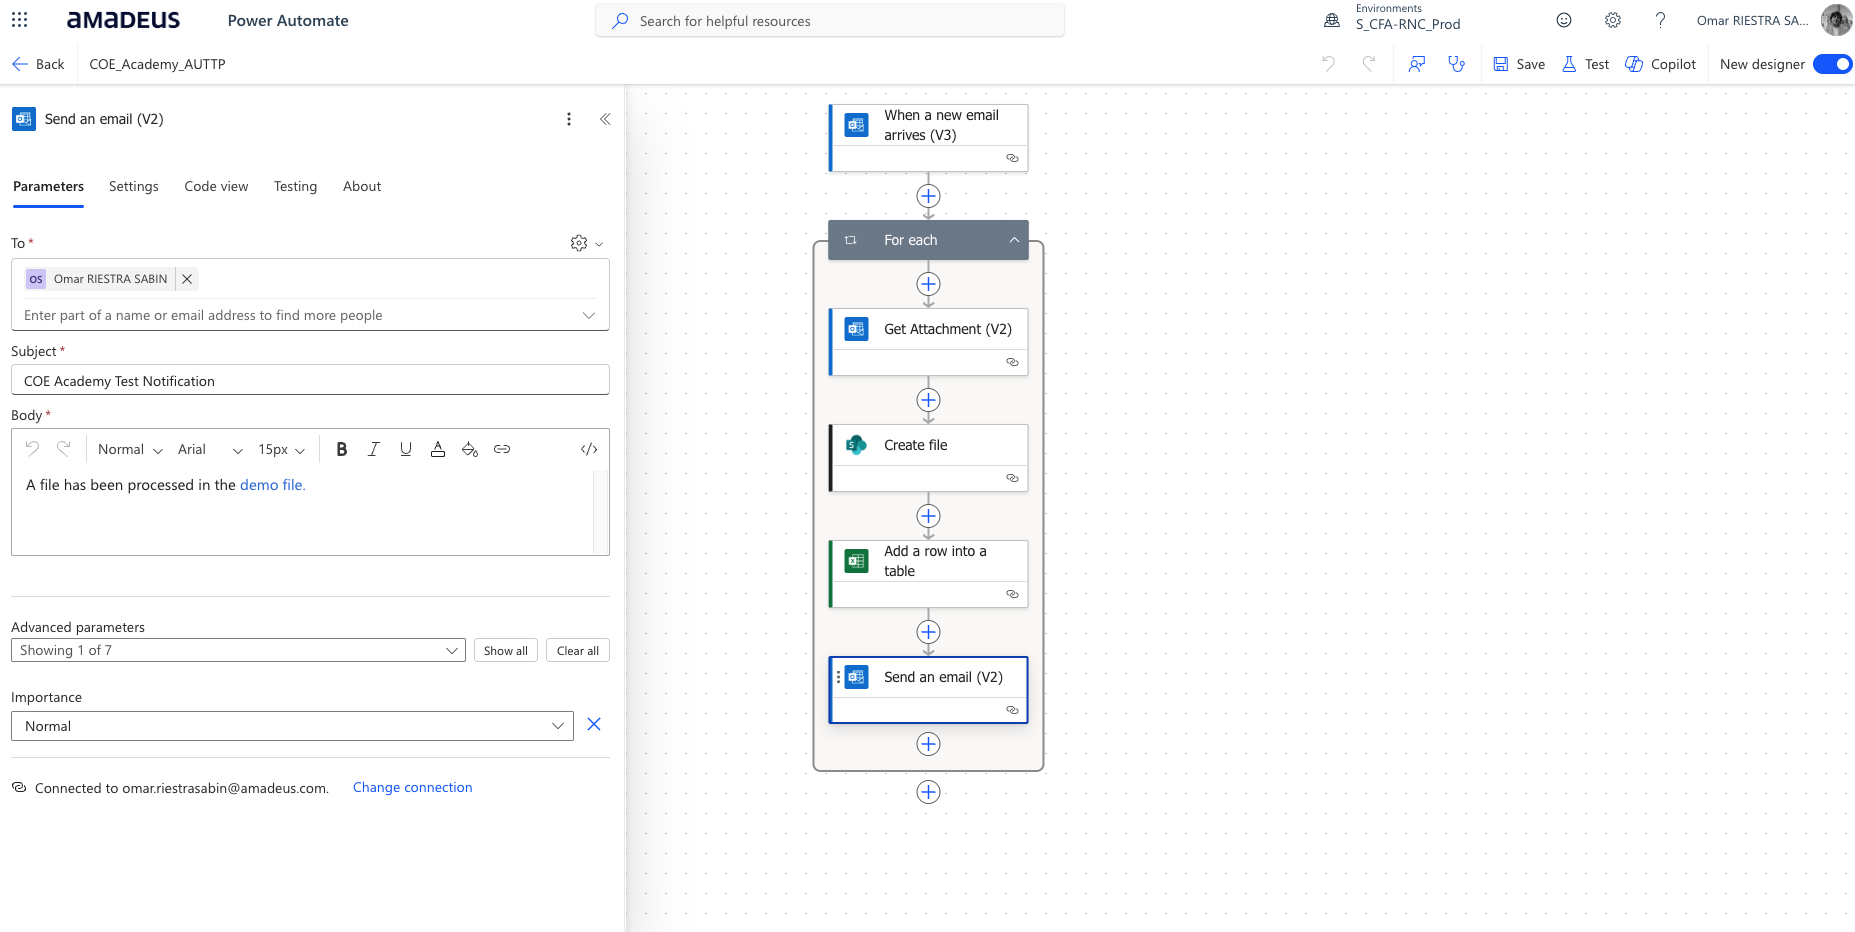 amadeus
Power Automate
Search for helpful resources
Environments
S_CFA-RNC_Prod
Omar RIESTRA SA...
Back
COE_Academy_AUTTP
Save
Test
Copilot
New designer
Send an email (V2)
Parameters
Settings
Code view
Testing
About
To *
OS
Omar RIESTRA SABIN
Enter part of a name or email address to find more people
Subject *
COE Academy Test Notification
Body *
Normal
Arial
15px
B
I
U
A
</>
A file has been processed in the demo file.
Advanced parameters
Showing 1 of 7
Show all
Clear all
Importance
Normal
Connected to omar.riestrasabin@amadeus.com.
Change connection
When a new email
arrives (V3)
For each
Get Attachment (V2)
Create file
Add a row into a
table
Send an email (V2)